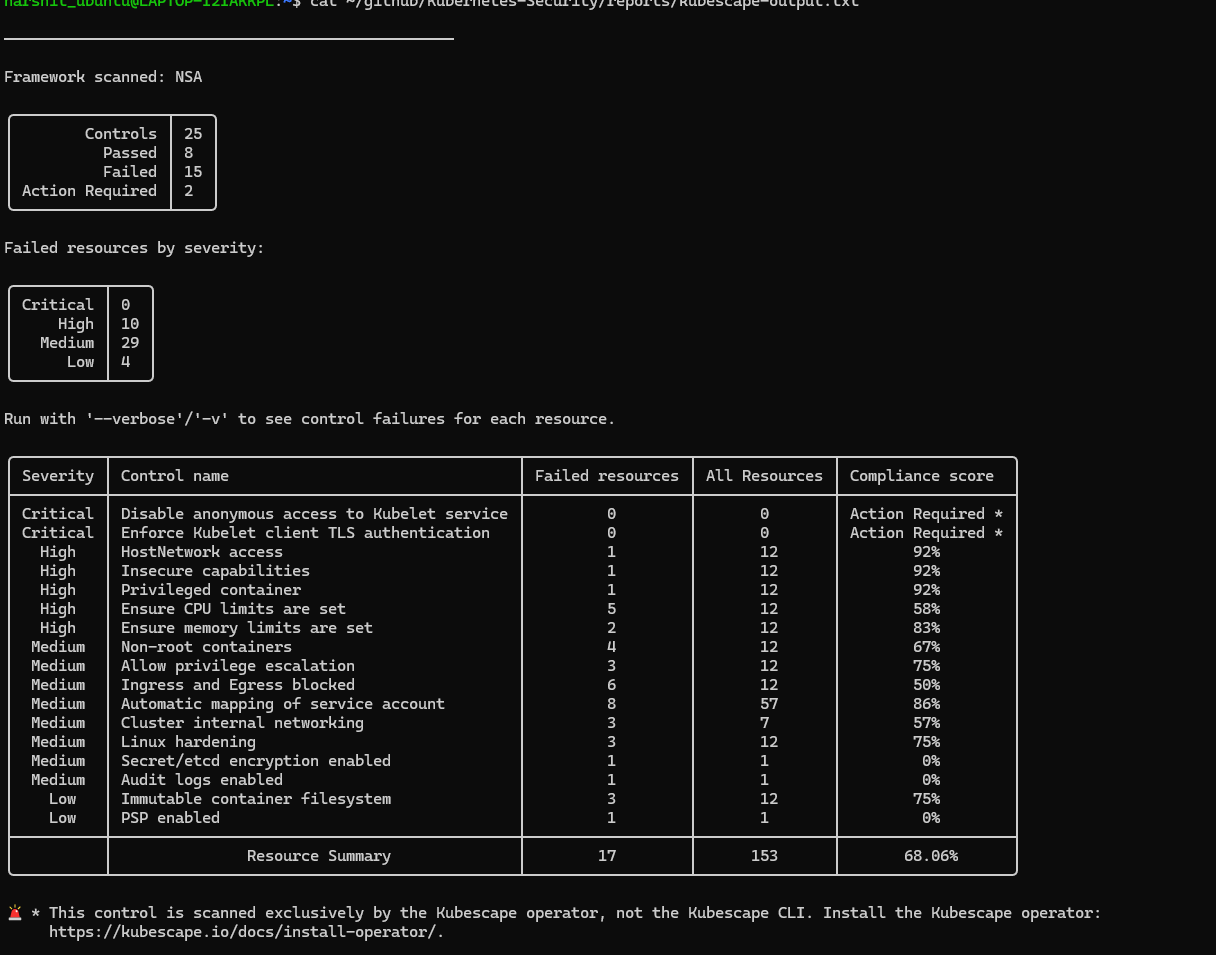 harshit_ubuntu@LAPTOP-I2IARKPL:~$ cat ~/github/Kubernetes-Security/reports/kubescape-output.txt
Framework scanned: NSA
Controls 25
Passed 8
Failed 15
Action Required 2
Failed resources by severity:
Critical 0
High 10
Medium 29
Low 4
Run with '--verbose'/'-v' to see control failures for each resource.
Severity Control name Failed resources All Resources Compliance score
Critical Disable anonymous access to Kubelet service 0 0 Action Required *
Critical Enforce Kubelet client TLS authentication 0 0 Action Required *
High HostNetwork access 1 12 92%
High Insecure capabilities 1 12 92%
High Privileged container 1 12 92%
High Ensure CPU limits are set 5 12 58%
High Ensure memory limits are set 2 12 83%
Medium Non-root containers 4 12 67%
Medium Allow privilege escalation 3 12 75%
Medium Ingress and Egress blocked 6 12 50%
Medium Automatic mapping of service account 8 57 86%
Medium Cluster internal networking 3 7 57%
Medium Linux hardening 3 12 75%
Medium Secret/etcd encryption enabled 1 1 0%
Medium Audit logs enabled 1 1 0%
Low Immutable container filesystem 3 12 75%
Low PSP enabled 1 1 0%
Resource Summary 17 153 68.06%
🚨 * This control is scanned exclusively by the Kubescape operator, not the Kubescape CLI. Install the Kubescape operator:
https://kubescape.io/docs/install-operator/.